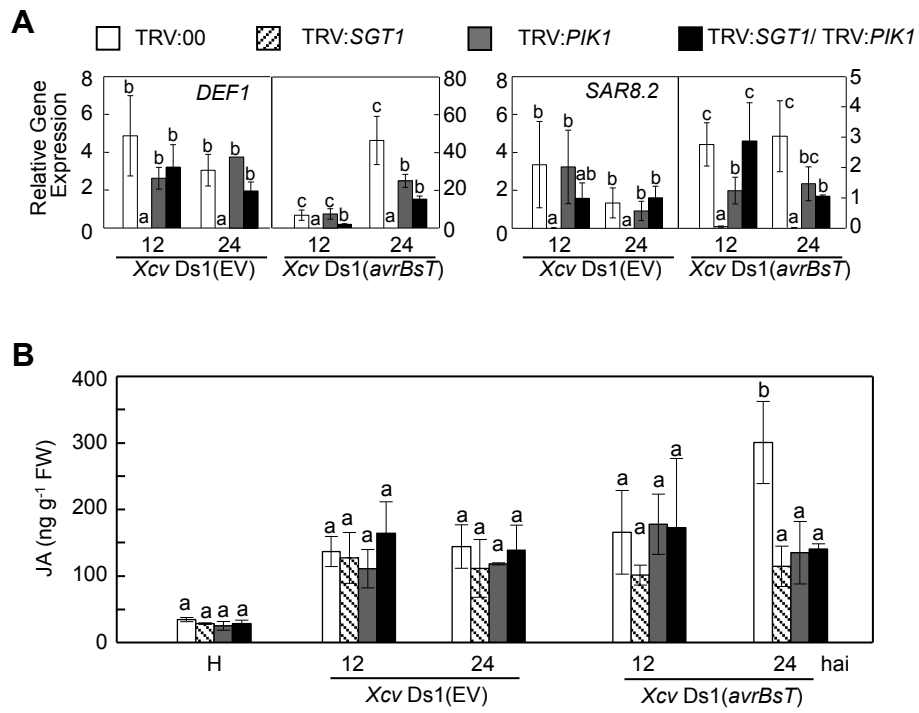 A
TRV:00 TRV:SGT1 TRV:PIK1 TRV:SGT1/ TRV:PIK1
Relative Gene
Expression
8 6 4 2 0
DEF1
b a b b b a b b
80 60 40 20 0
c a c b c a b b
12 24 12 24
Xcv Ds1(EV) Xcv Ds1(avrBsT)
8 6 4 2 0
SAR8.2
b a b ab b a b b
5 4 3 2 1 0
c a b c c a bc b
12 24 12 24
Xcv Ds1(EV) Xcv Ds1(avrBsT)
B
JA (ng g-1 FW)
400
300
200
100
0
a a a a a a a a a a a a a a a a b a a a
H 12 24 12 24 hai
Xcv Ds1(EV) Xcv Ds1(avrBsT)